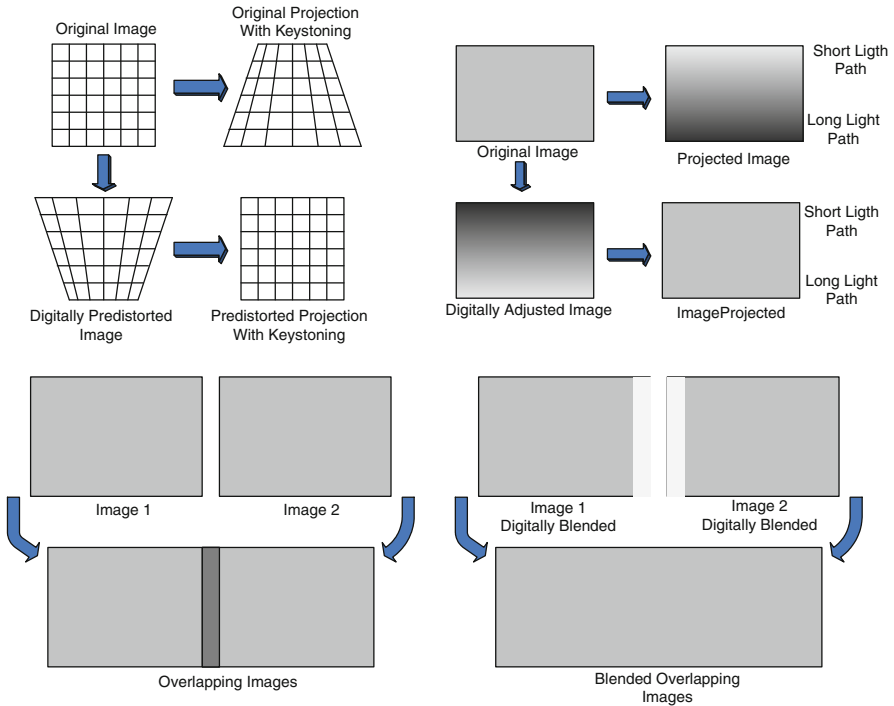 Original Image
Original Projection
With Keystoning
Digitally Predistorted
Image
Predistorted Projection
With Keystoning
Short Ligth
Path
Long Light
Path
Original Image
Projected Image
Short Ligth
Path
Long Light
Path
Digitally Adjusted Image
ImageProjected
Image 1
Image 2
Overlapping Images
Image 1
Digitally Blended
Image 2
Digitally Blended
Blended Overlapping
Images